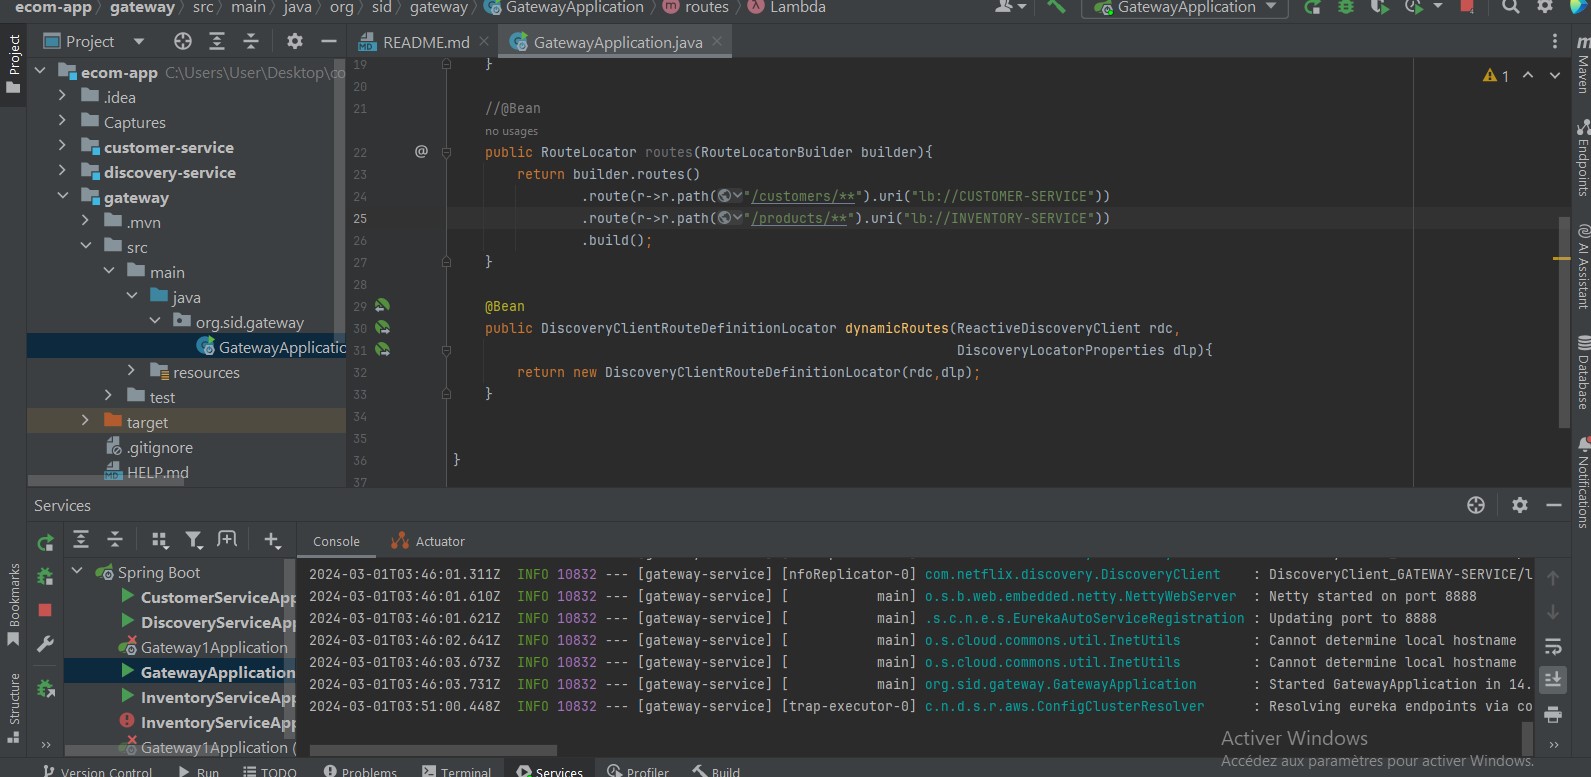 ecom-app gateway src main java org sid gateway GatewayApplication routes Lambda GatewayApplication
Project
README.md
GatewayApplication.java
ecom-app C:\Users\User\Desktop\co
.idea
Captures
customer-service
discovery-service
gateway
.mvn
src
main
java
org.sid.gateway
GatewayApplicatic
resources
test
target
.gitignore
HELP.md
19 }
20
21 //@Bean
no usages
22 @ public RouteLocator routes(RouteLocatorBuilder builder){
23 return builder.routes()
24 .route(r->r.path("/customers/**").uri("lb://CUSTOMER-SERVICE"))
25 .route(r->r.path("/products/**").uri("lb://INVENTORY-SERVICE"))
26 .build();
27 }
28
29 @Bean
30 public DiscoveryClientRouteDefinitionLocator dynamicRoutes(ReactiveDiscoveryClient rdc,
31 DiscoveryLocatorProperties dlp){
32 return new DiscoveryClientRouteDefinitionLocator(rdc,dlp);
33 }
34
35
36 }
37
1
Project
Bookmarks
Structure
m
Maven
Endpoints
AI Assistant
Database
Notifications
Services
Console
Actuator
Spring Boot
CustomerServiceApp
DiscoveryServiceApp
Gateway1Application
GatewayApplication
InventoryServiceApp
InventoryServiceApp
Gateway1Application (
2024-03-01T03:46:01.311Z INFO 10832 --- [gateway-service] [nfoReplicator-0] com.netflix.discovery.DiscoveryClient : DiscoveryClient_GATEWAY-SERVICE/l
2024-03-01T03:46:01.610Z INFO 10832 --- [gateway-service] [ main] o.s.b.web.embedded.netty.NettyWebServer : Netty started on port 8888
2024-03-01T03:46:01.621Z INFO 10832 --- [gateway-service] [ main] .s.c.n.e.s.EurekaAutoServiceRegistration : Updating port to 8888
2024-03-01T03:46:02.641Z INFO 10832 --- [gateway-service] [ main] o.s.cloud.commons.util.InetUtils : Cannot determine local hostname
2024-03-01T03:46:03.673Z INFO 10832 --- [gateway-service] [ main] o.s.cloud.commons.util.InetUtils : Cannot determine local hostname
2024-03-01T03:46:03.731Z INFO 10832 --- [gateway-service] [ main] org.sid.gateway.GatewayApplication : Started GatewayApplication in 14.
2024-03-01T03:51:00.448Z INFO 10832 --- [gateway-service] [trap-executor-0] c.n.d.s.r.aws.ConfigClusterResolver : Resolving eureka endpoints via co
Activer Windows
Accédez aux paramètres pour activer Windows.
Version Control Run TODO Problems Terminal Services Profiler Build